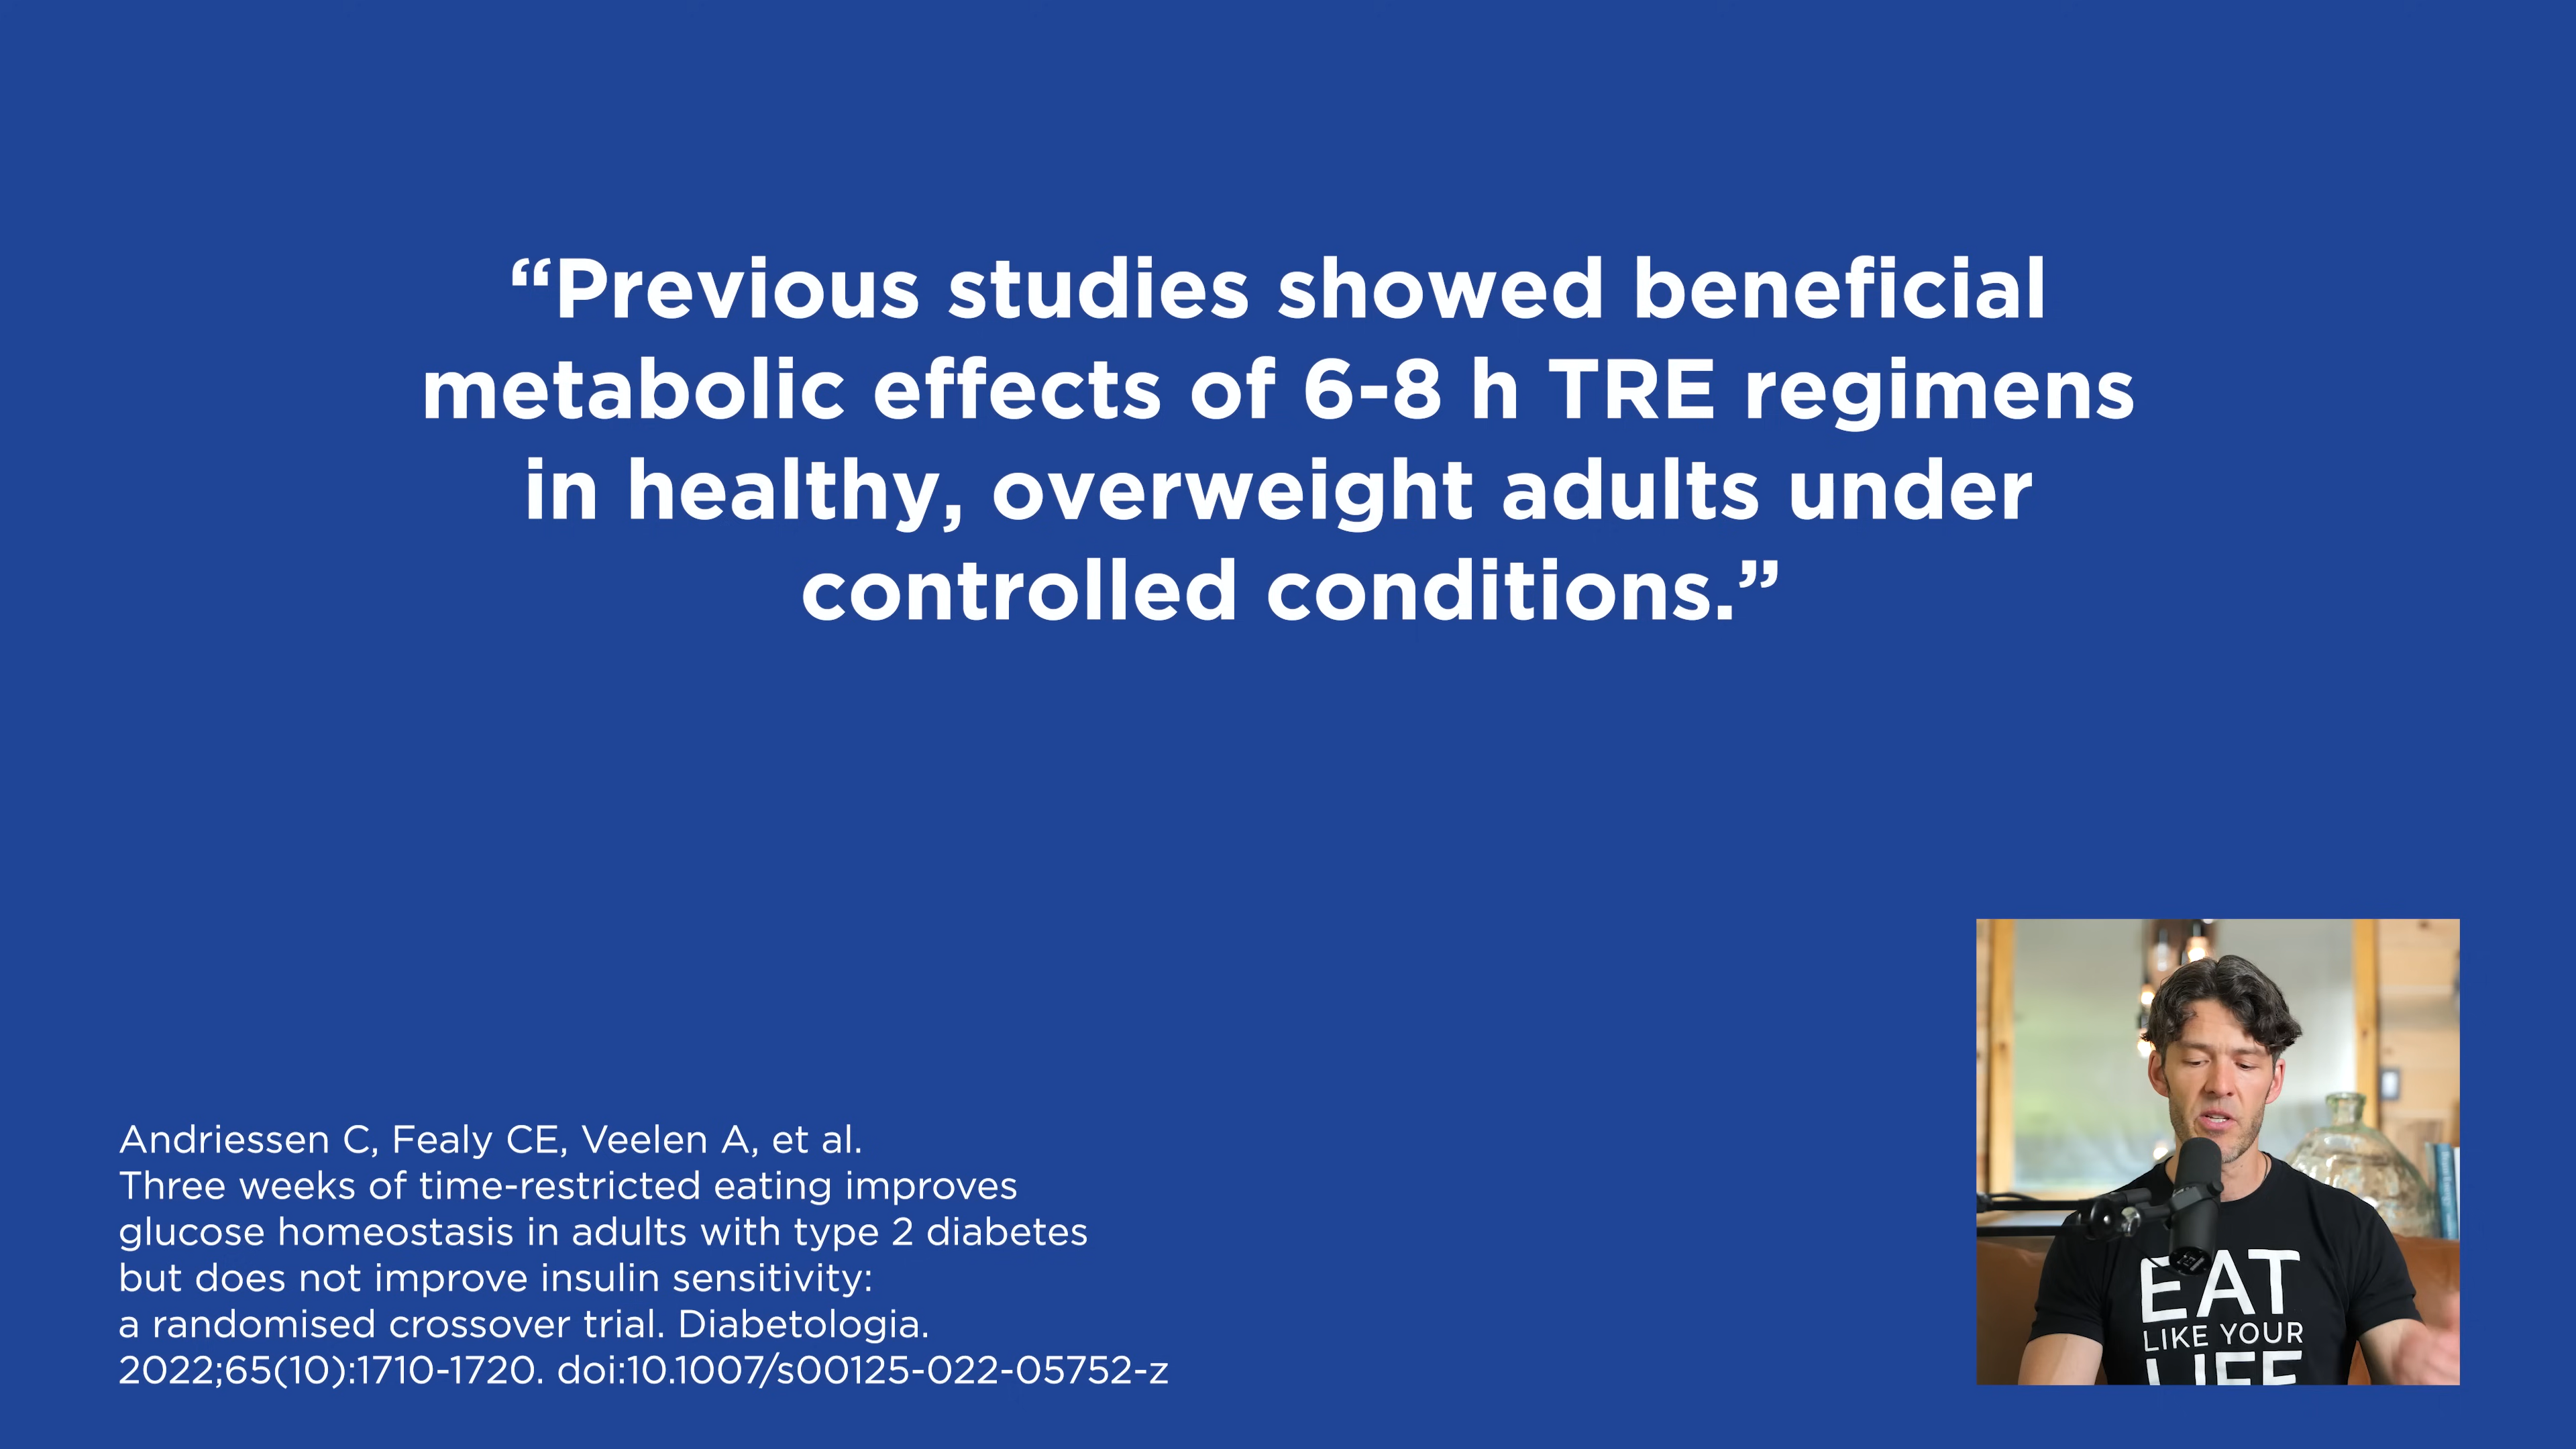 “Previous studies showed beneficial
metabolic effects of 6-8 h TRE regimens
in healthy, overweight adults under
controlled conditions.”
Andriessen C, Fealy CE, Veelen A, et al.
Three weeks of time-restricted eating improves
glucose homeostasis in adults with type 2 diabetes
but does not improve insulin sensitivity:
a randomised crossover trial. Diabetologia.
2022;65(10):1710-1720. doi:10.1007/s00125-022-05752-z
EAT
LIKE YOUR
LIFE